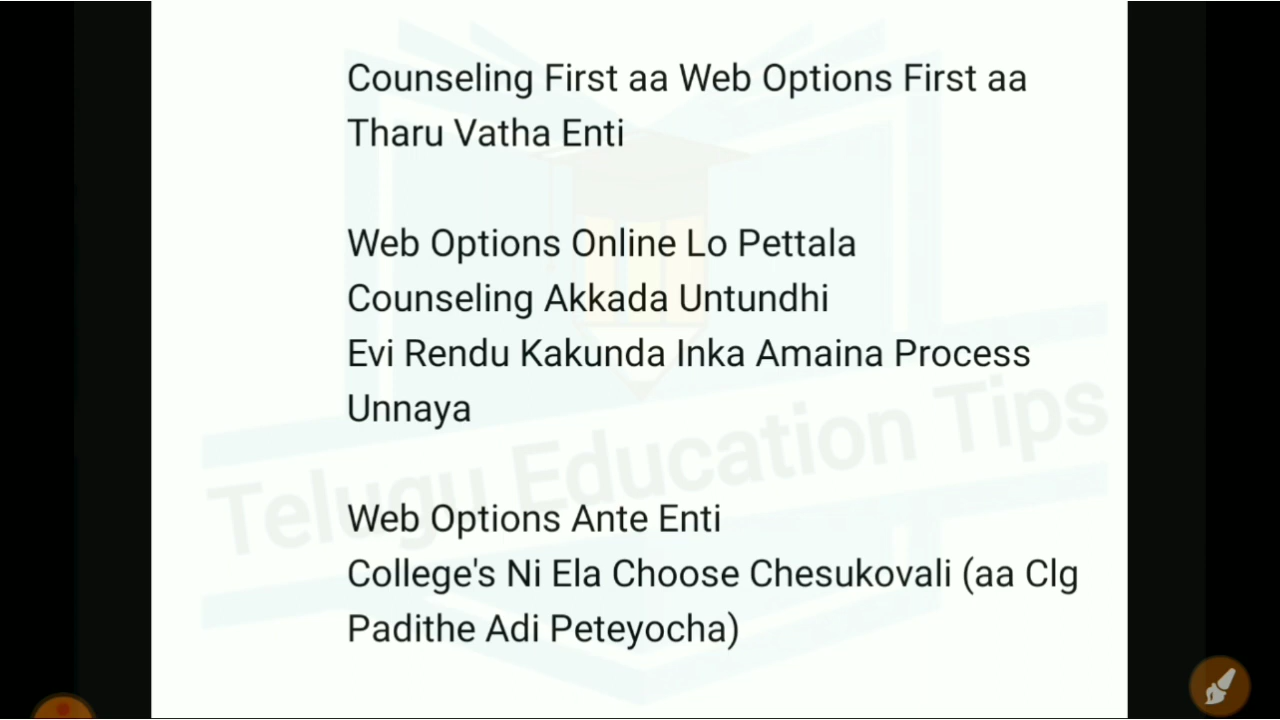 Counseling First aa Web Options First aa
Tharu Vatha Enti
Web Options Online Lo Pettala
Counseling Akkada Untundhi
Evi Rendu Kakunda Inka Amaina Process
Unnaya
Telugu Education Tips
Web Options Ante Enti
College's Ni Ela Choose Chesukovali (aa Clg
Padithe Adi Peteyocha)